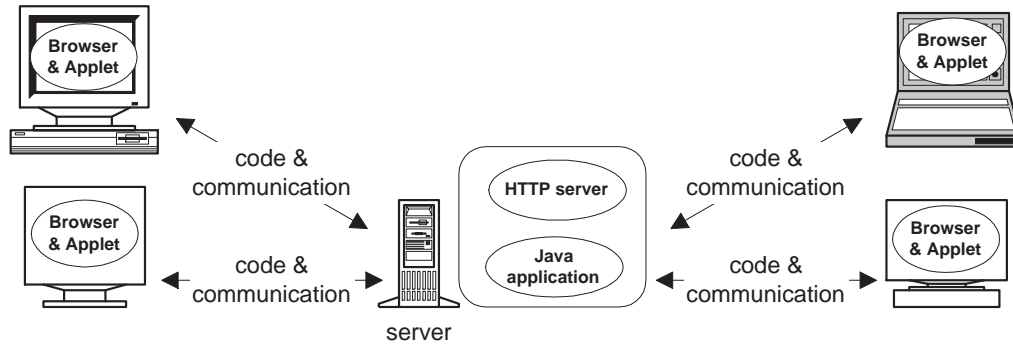 Browser
& Applet
Browser
& Applet
code &
communication
code &
communication
HTTP server
Browser
& Applet
Java
application
Browser
& Applet
code &
communication
code &
communication
server